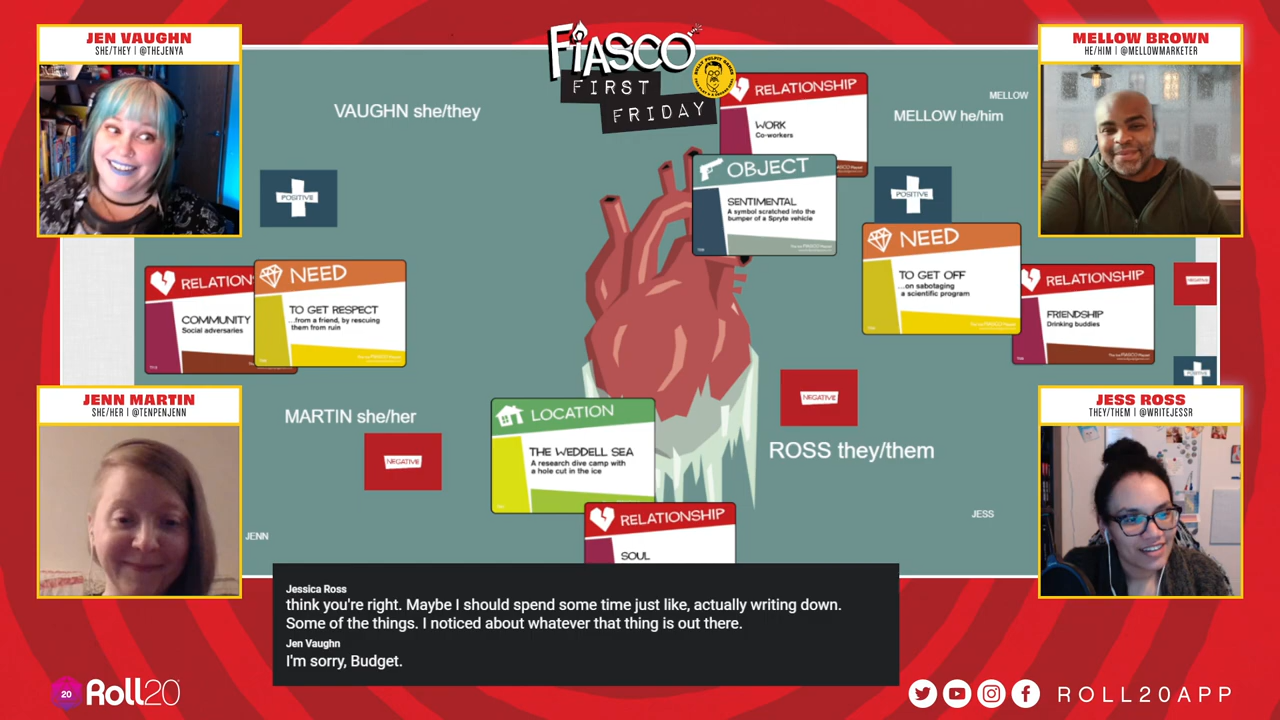 JEN VAUGHN
SHE/THEY | @THEJENYA
FIASCO
FIRST
FRIDAY
MELLOW BROWN
HE/HIM | @MELLOWMARKETER
VAUGHN she/they
MELLOW
MELLOW he/him
RELATIONSHIP
WORK
Co-workers
POSITIVE
OBJECT
SENTIMENTAL
A symbol scratched into the
bumper of a Spryte vehicle
POSITIVE
RELATION
COMMUNITY
Social adversaries
NEED
TO GET RESPECT
...from a friend, by rescuing
them from ruin
NEED
TO GET OFF
...on sabotaging
a scientific program
RELATIONSHIP
FRIENDSHIP
Drinking buddies
NEGATIVE
POSITIVE
JENN MARTIN
SHE/HER | @TENPENJENN
MARTIN she/her
NEGATIVE
LOCATION
THE WEDDELL SEA
A research dive camp with
a hole cut in the ice
NEGATIVE
ROSS they/them
JESS ROSS
THEY/THEM | @WRITEJESSR
RELATIONSHIP
SOUL
JENN
JESS
Jessica Ross
think you're right. Maybe I should spend some time just like, actually writing down.
Some of the things. I noticed about whatever that thing is out there.
Jen Vaughn
I'm sorry, Budget.
20
Roll20
ROLL20APP